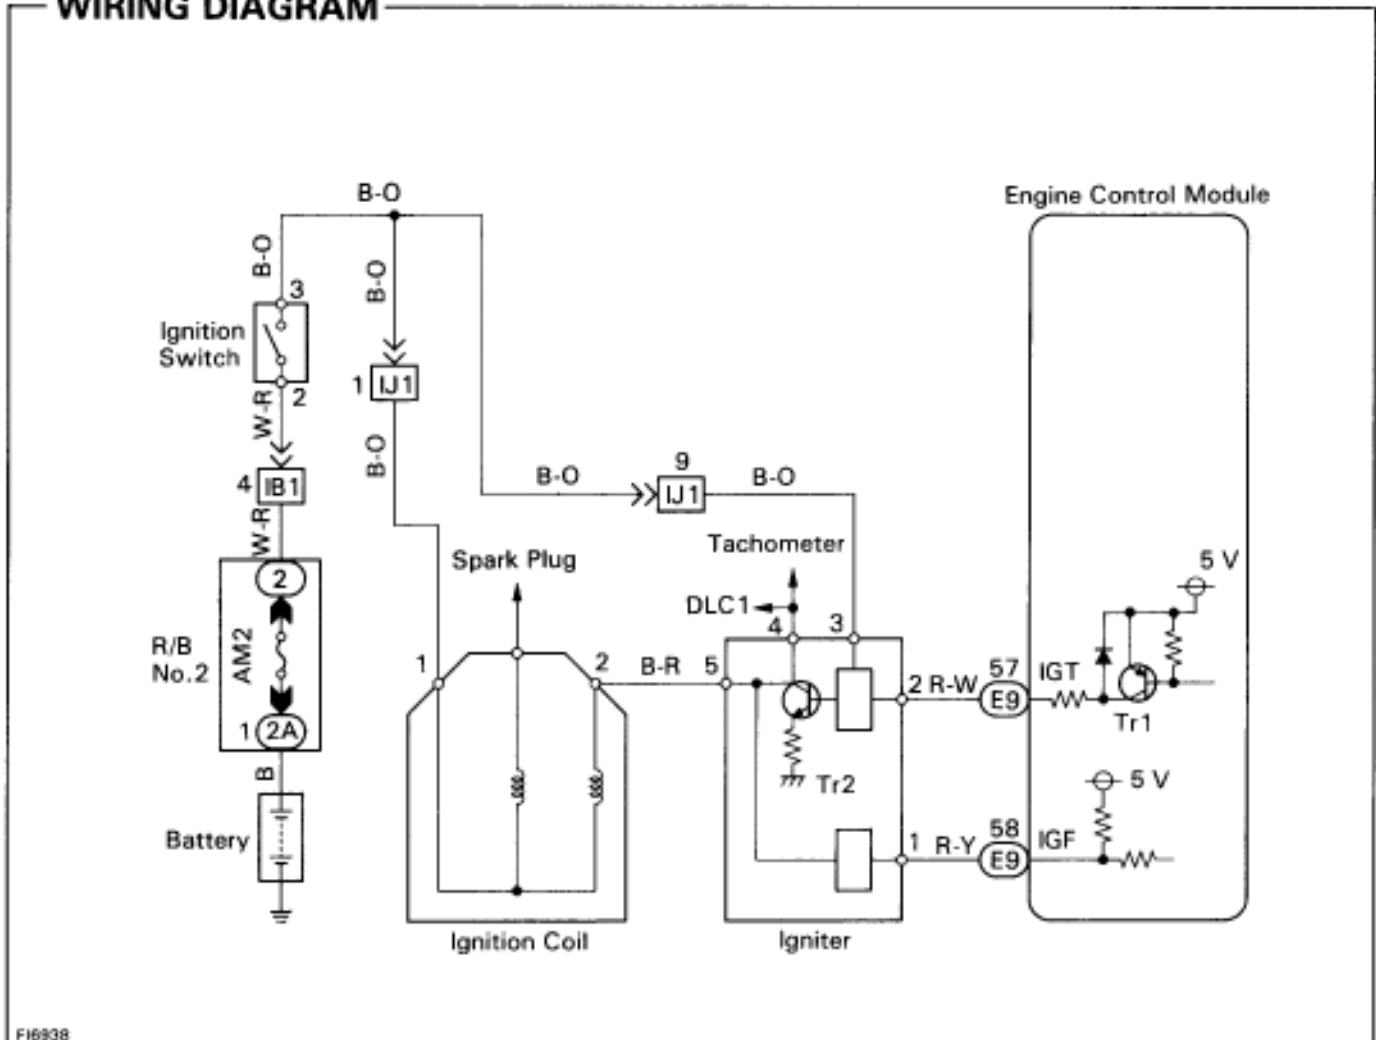 WIRING DIAGRAM
B-O
Engine Control Module
B-O
B-O
3
Ignition
Switch
2
1 IJ1
W-R
B-O
4 IB1
W-R
B-O
9
IJ1
B-O
Spark Plug
Tachometer
DLC1
5 V
2
R/B
No.2
AM2
1 2A
B
Battery
1
2
B-R
5
4
3
2 R-W
57
E9
IGT
Tr1
Tr2
5 V
1 R-Y
58
E9
IGF
Ignition Coil
Igniter
FI6938